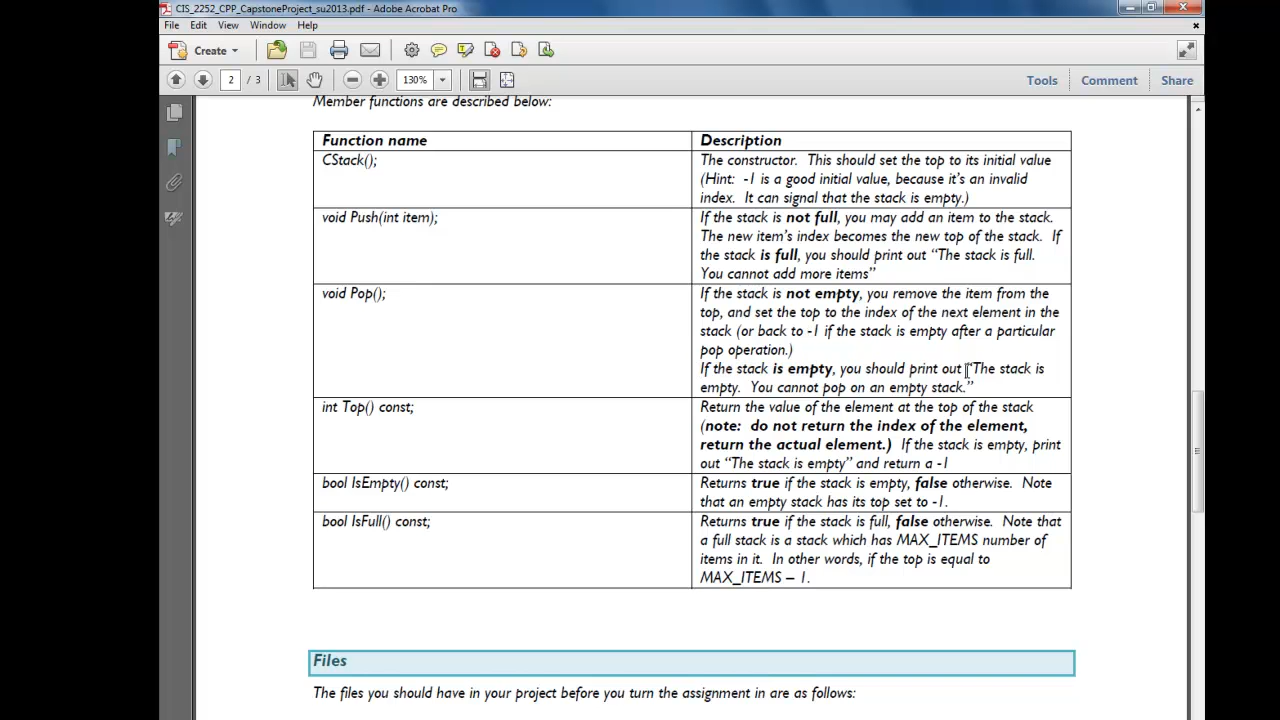 CIS_2252_CPP_CapstoneProject_su2013.pdf - Adobe Acrobat Pro
File Edit View Window Help
Create
2 / 3 130% Tools Comment Share
Member functions are described below:
Function name Description
CStack(); The constructor. This should set the top to its initial value
(Hint: -1 is a good initial value, because it's an invalid
index. It can signal that the stack is empty.)
void Push(int item); If the stack is not full, you may add an item to the stack.
The new item's index becomes the new top of the stack. If
the stack is full, you should print out “The stack is full.
You cannot add more items”
void Pop(); If the stack is not empty, you remove the item from the
top, and set the top to the index of the next element in the
stack (or back to -1 if the stack is empty after a particular
pop operation.)
If the stack is empty, you should print out “The stack is
empty. You cannot pop on an empty stack.”
int Top() const; Return the value of the element at the top of the stack
(note: do not return the index of the element,
return the actual element.) If the stack is empty, print
out “The stack is empty” and return a -1
bool IsEmpty() const; Returns true if the stack is empty, false otherwise. Note
that an empty stack has its top set to -1.
bool IsFull() const; Returns true if the stack is full, false otherwise. Note that
a full stack is a stack which has MAX_ITEMS number of
items in it. In other words, if the top is equal to
MAX_ITEMS – 1.
Files
The files you should have in your project before you turn the assignment in are as follows: